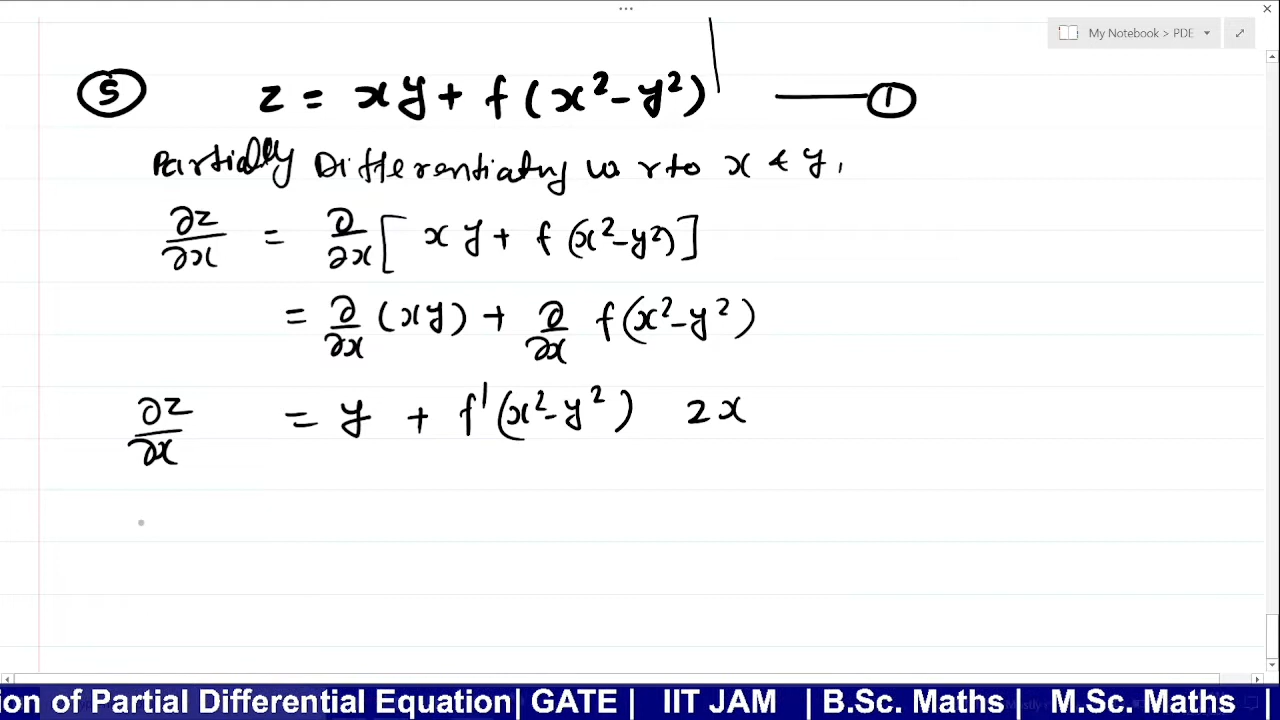 My Notebook > PDE
⑤ z = xy + f(x²-y²) —— ①
Partially Differentiating w r to x & y,
∂z/∂x = ∂/∂x [ xy + f(x²-y²) ]
= ∂/∂x (xy) + ∂/∂x f(x²-y²)
∂z/∂x = y + f'(x²-y²) 2x
on of Partial Differential Equation | GATE | IIT JAM | B.Sc. Maths | M.Sc. Maths |